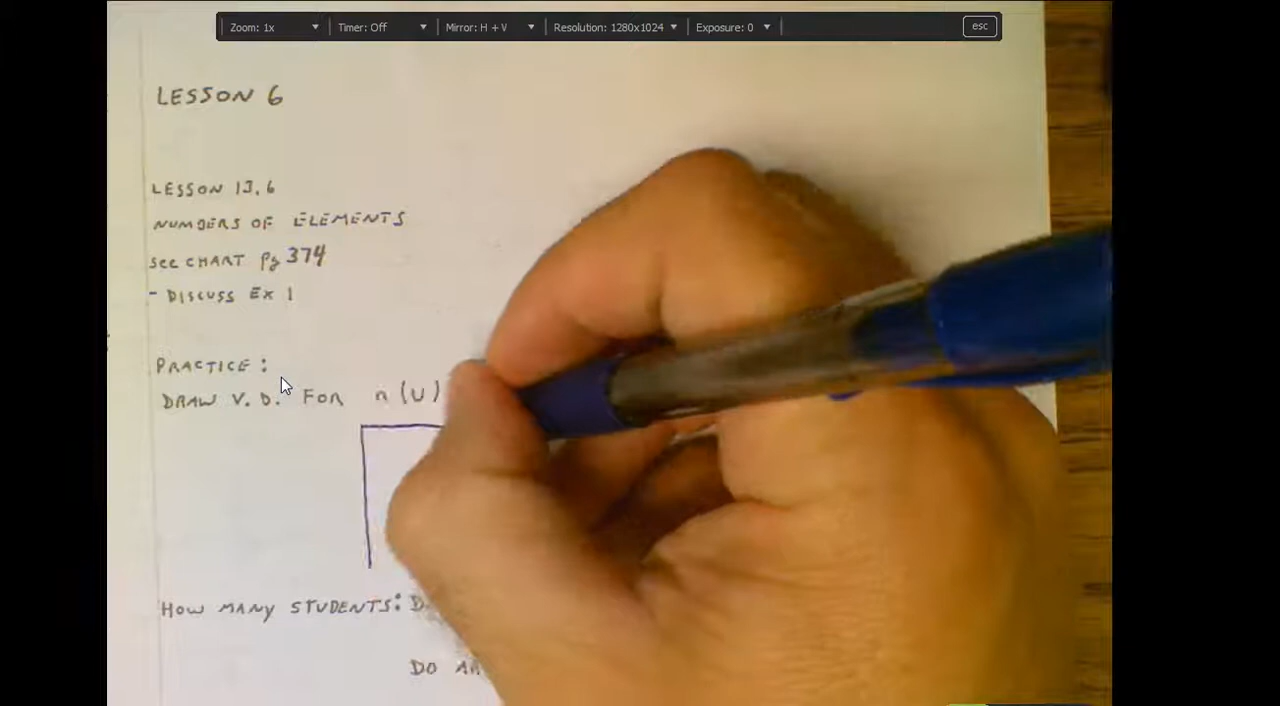 Zoom: 1x Timer: Off Mirror: H + V Resolution: 1280x1024 Exposure: 0 esc
LESSON 6
LESSON 13.6
NUMBERS OF ELEMENTS
SEE CHART pg 374
- DISCUSS EX 1
PRACTICE:
DRAW V. D. FOR n(U)
HOW MANY STUDENTS: D.
DO